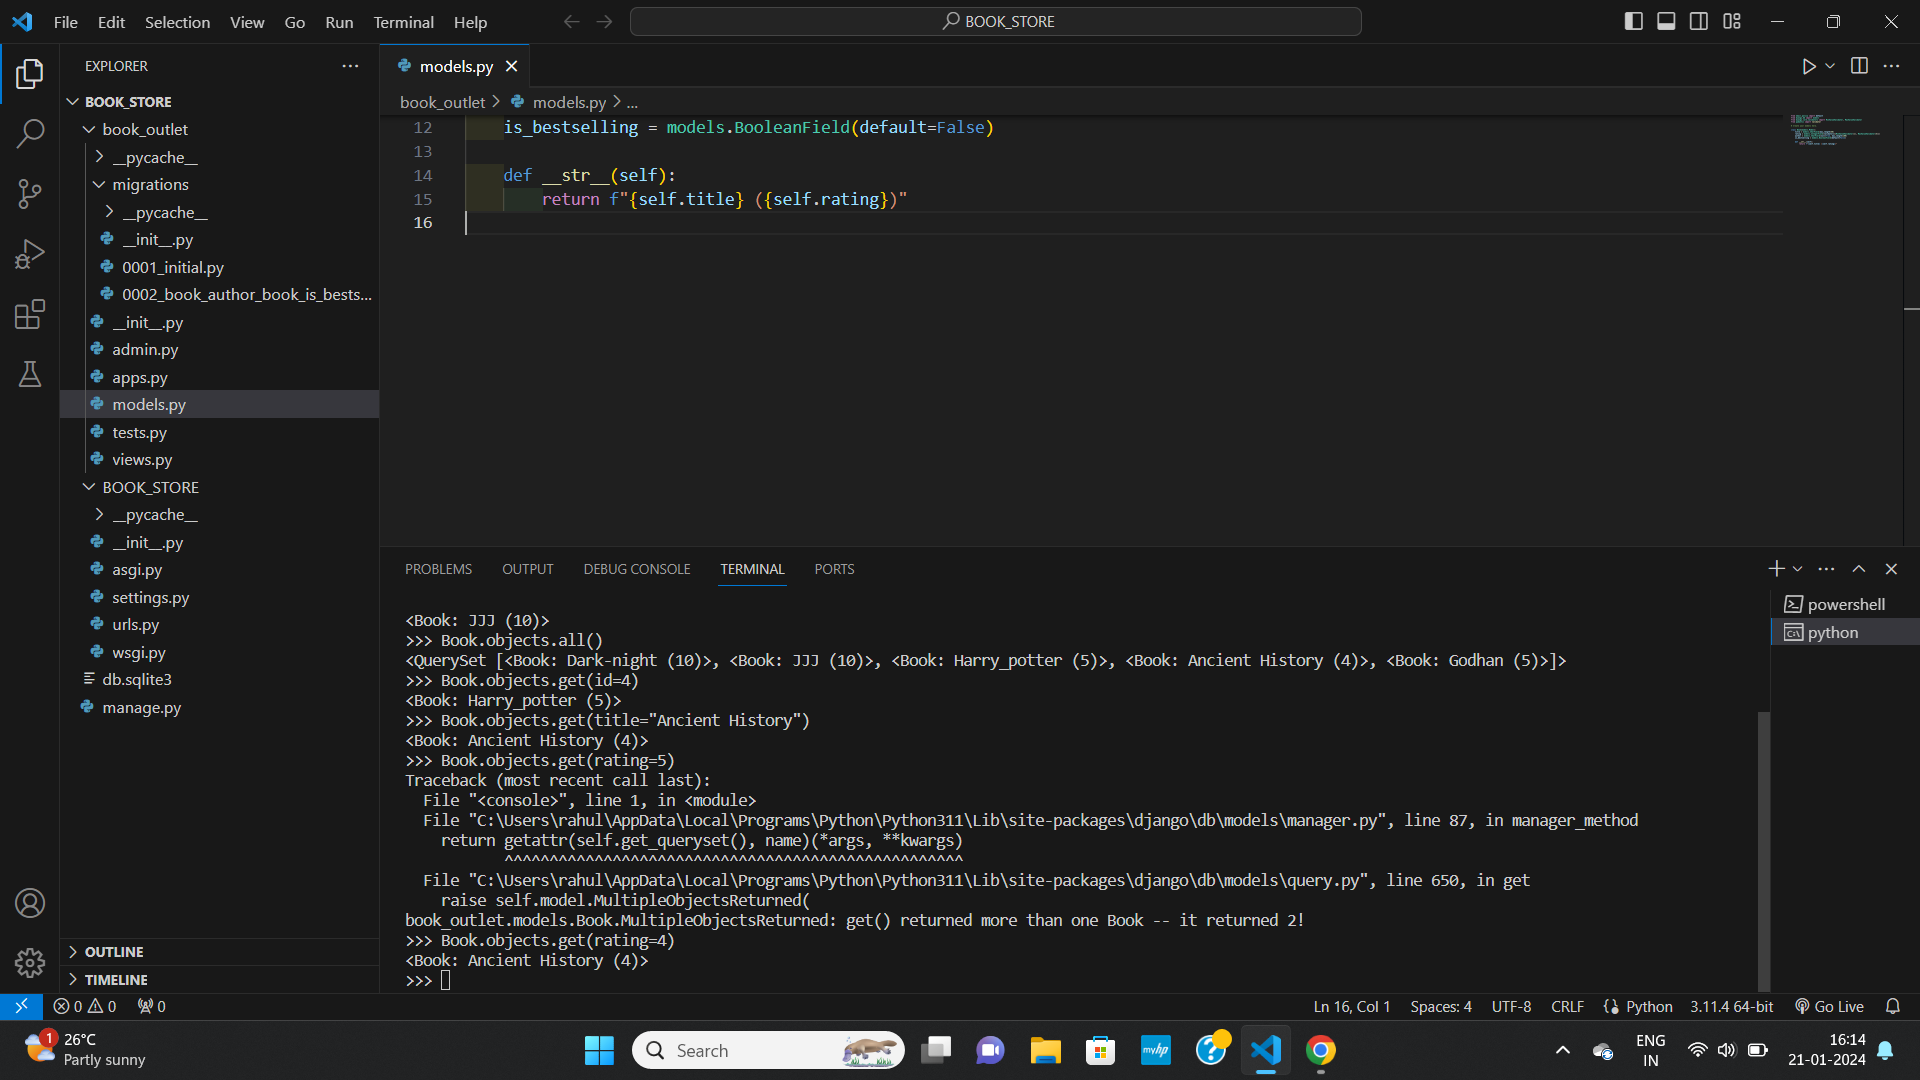 File Edit Selection View Go Run Terminal Help
BOOK_STORE
EXPLORER
BOOK_STORE
book_outlet
__pycache__
migrations
__pycache__
__init__.py
0001_initial.py
0002_book_author_book_is_bests...
__init__.py
admin.py
apps.py
models.py
tests.py
views.py
BOOK_STORE
__pycache__
__init__.py
asgi.py
settings.py
urls.py
wsgi.py
db.sqlite3
manage.py
OUTLINE
TIMELINE
models.py
book_outlet > models.py > ...
12 is_bestselling = models.BooleanField(default=False)
13
14 def __str__(self):
15 return f"{self.title} ({self.rating})"
16
PROBLEMS OUTPUT DEBUG CONSOLE TERMINAL PORTS
<Book: JJJ (10)>
>>> Book.objects.all()
<QuerySet [<Book: Dark-night (10)>, <Book: JJJ (10)>, <Book: Harry_potter (5)>, <Book: Ancient History (4)>, <Book: Godhan (5)>]>
>>> Book.objects.get(id=4)
<Book: Harry_potter (5)>
>>> Book.objects.get(title="Ancient History")
<Book: Ancient History (4)>
>>> Book.objects.get(rating=5)
Traceback (most recent call last):
File "<console>", line 1, in <module>
File "C:\Users\rahul\AppData\Local\Programs\Python\Python311\Lib\site-packages\django\db\models\manager.py", line 87, in manager_method
return getattr(self.get_queryset(), name)(*args, **kwargs)
^^^^^^^^^^^^^^^^^^^^^^^^^^^^^^^^^^^^^^^^^^^^^^^^^^^
File "C:\Users\rahul\AppData\Local\Programs\Python\Python311\Lib\site-packages\django\db\models\query.py", line 650, in get
raise self.model.MultipleObjectsReturned(
book_outlet.models.Book.MultipleObjectsReturned: get() returned more than one Book -- it returned 2!
>>> Book.objects.get(rating=4)
<Book: Ancient History (4)>
>>>
powershell
python
0 0 0
Ln 16, Col 1 Spaces: 4 UTF-8 CRLF Python 3.11.4 64-bit Go Live
1
26°C
Partly sunny
Search
myhp
ENG
IN
16:14
21-01-2024